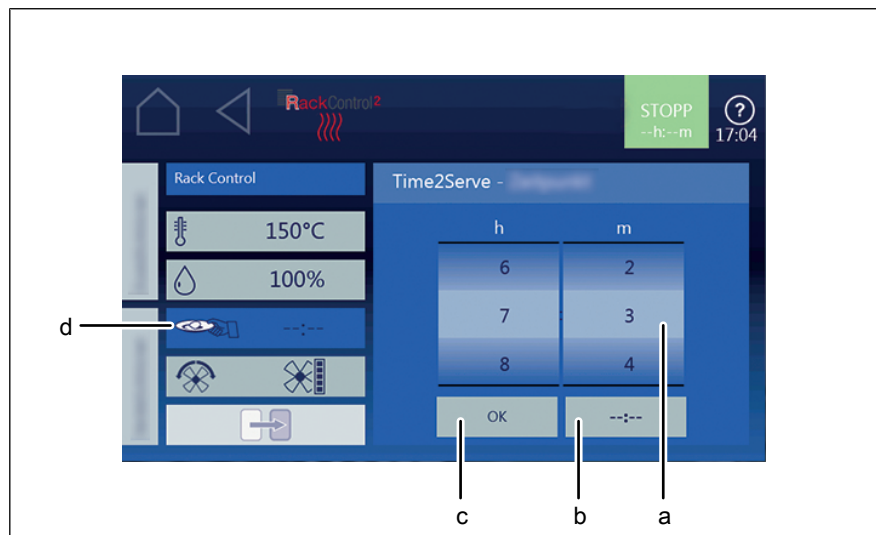 RackControl2
STOPP
--h:--m
?
17:04
Rack Control
Time2Serve -
150°C
100%
--:--
h
m
6
2
7
:
3
8
4
OK
--:--
d
c
b
a